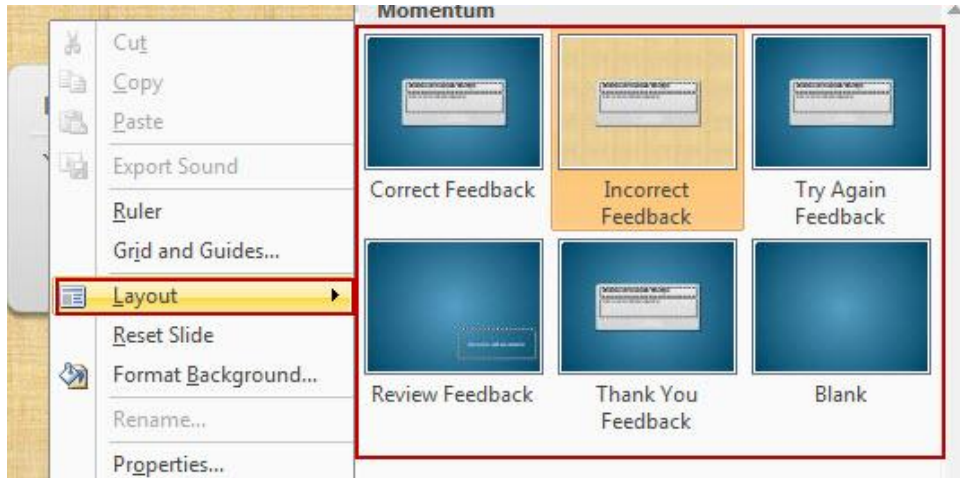 Momentum
Cut
Copy
Paste
Export Sound
Ruler
Grid and Guides...
Layout
Reset Slide
Format Background...
Rename...
Properties...
Correct Feedback
Incorrect
Feedback
Try Again
Feedback
Review Feedback
Thank You
Feedback
Blank